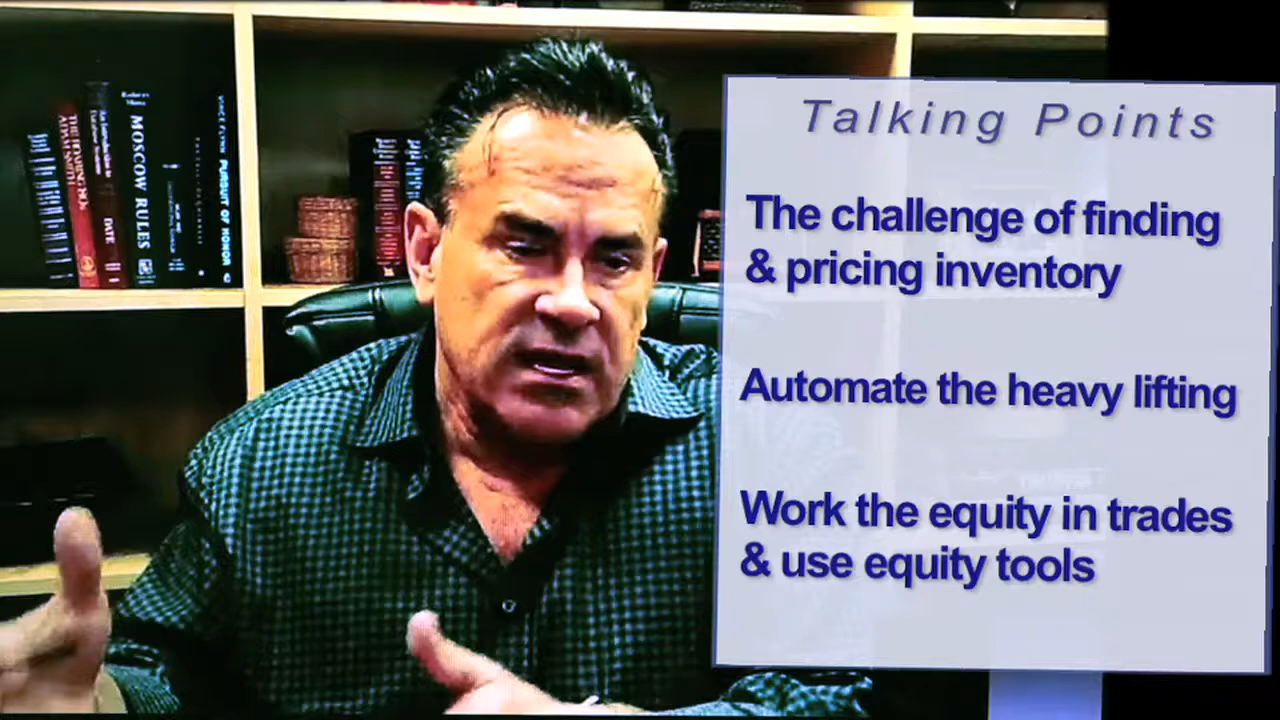 Talking Points
The challenge of finding
& pricing inventory
Automate the heavy lifting
Work the equity in trades
& use equity tools
MOSCOW RULES
PURSUIT OF HONOR
DATE